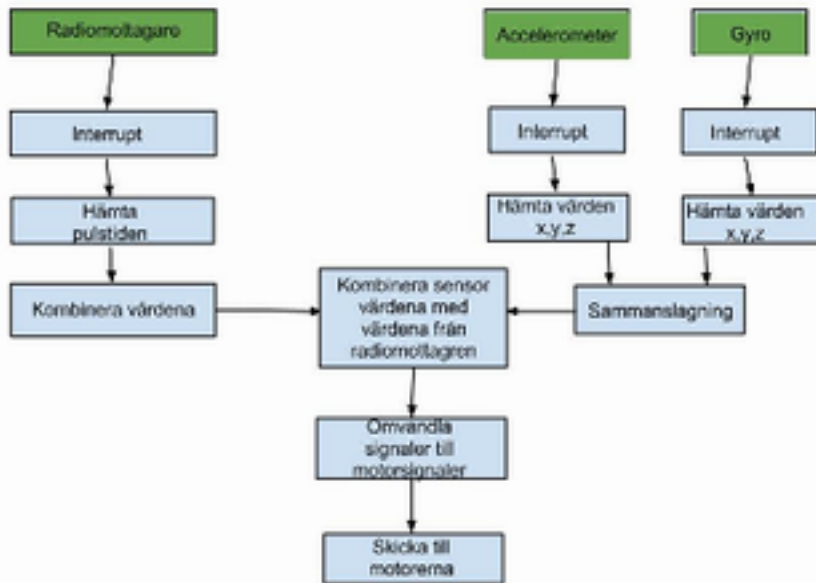 Radiomottagare
Accelerometer
Gyro
Interrupt
Interrupt
Interrupt
Hämta
pulstiden
Hämta värden
x,y,z
Hämta värden
x,y,z
Kombinera värdena
Kombinera sensor
värdena med
värdena från
radiomottagren
Sammanslagning
Omvandla
signaler till
motorsignaler
Skicka till
motorerna